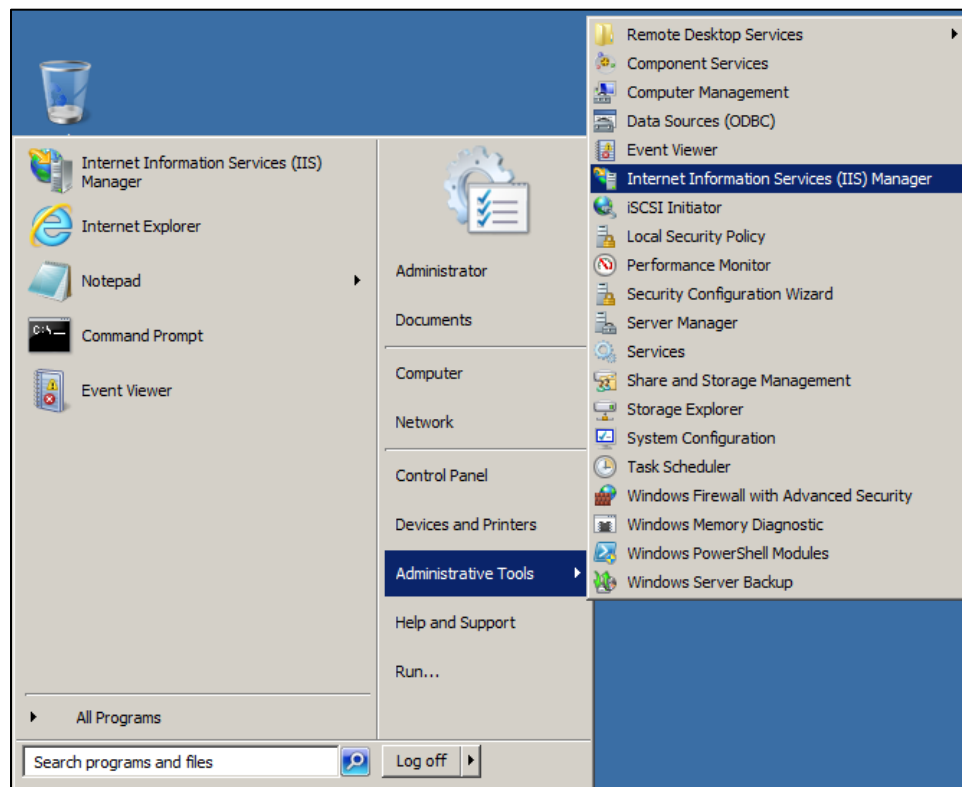 Internet Information Services (IIS)
Manager
Internet Explorer
Notepad
C:\
Command Prompt
Event Viewer
All Programs
Search programs and files
Administrator
Documents
Computer
Network
Control Panel
Devices and Printers
Administrative Tools
Help and Support
Run...
Log off
Remote Desktop Services
Component Services
Computer Management
Data Sources (ODBC)
Event Viewer
Internet Information Services (IIS) Manager
iSCSI Initiator
Local Security Policy
Performance Monitor
Security Configuration Wizard
Server Manager
Services
Share and Storage Management
Storage Explorer
System Configuration
Task Scheduler
Windows Firewall with Advanced Security
Windows Memory Diagnostic
Windows PowerShell Modules
Windows Server Backup